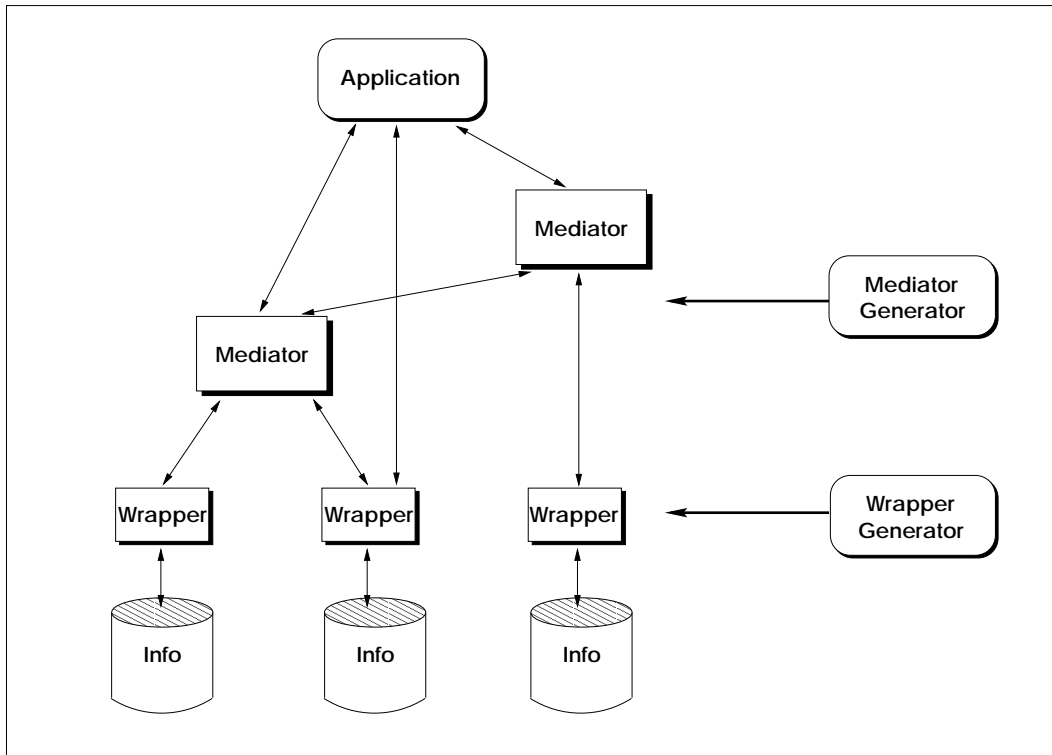 Application
Mediator
Mediator
Generator
Mediator
Wrapper
Wrapper
Wrapper
Wrapper
Generator
Info
Info
Info